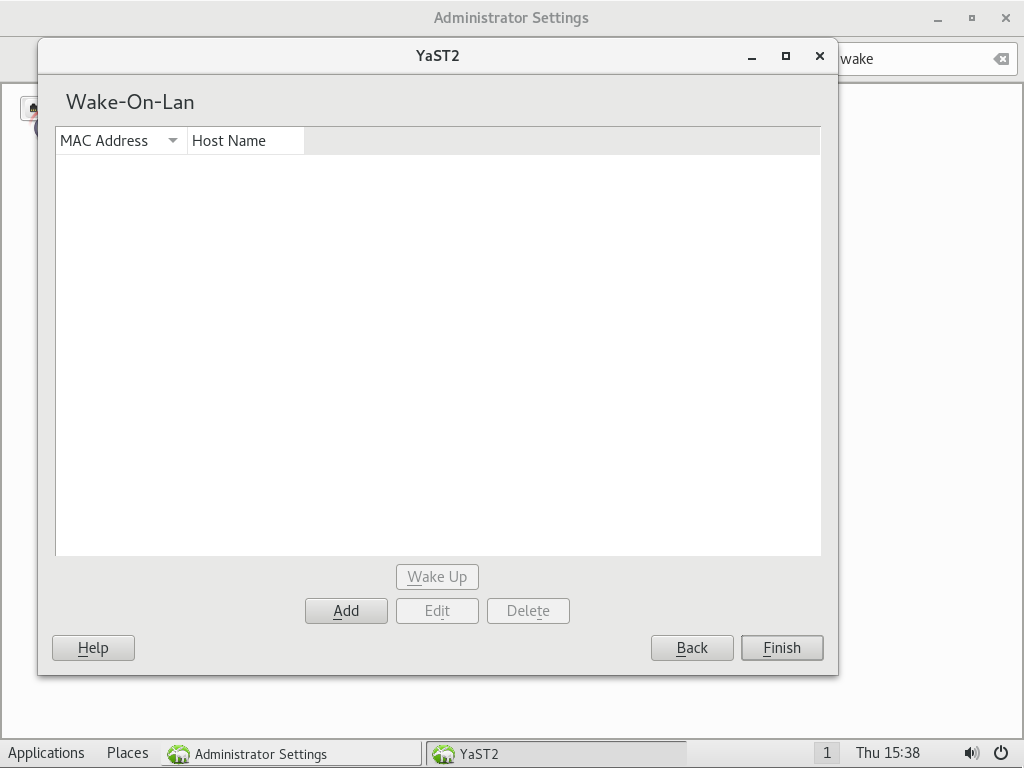 Administrator Settings
wake
YaST2
Wake-On-Lan
MAC Address Host Name
Wake Up
Add Edit Delete
Help Back Finish
Applications Places Administrator Settings YaST2 1 Thu 15:38